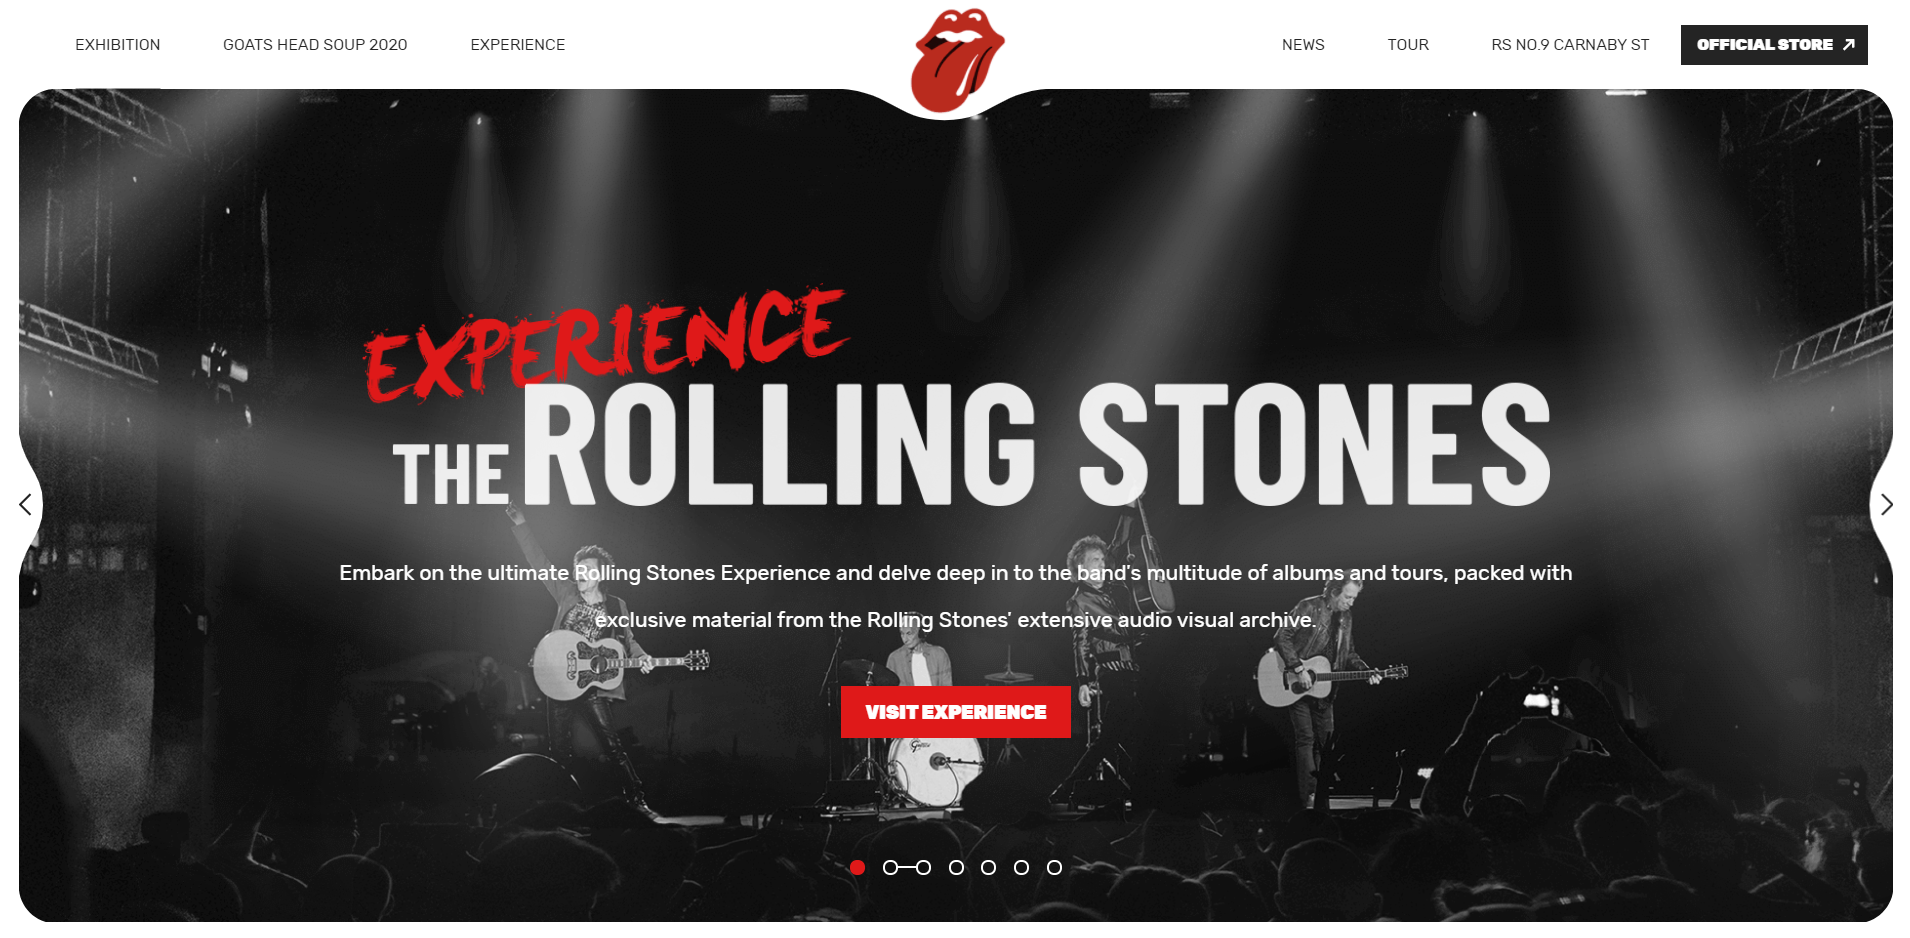 EXHIBITION GOATS HEAD SOUP 2020 EXPERIENCE NEWS TOUR RS NO.9 CARNABY ST OFFICIAL STORE
EXPERIENCE
THE ROLLING STONES
Embark on the ultimate Rolling Stones Experience and delve deep in to the band's multitude of albums and tours, packed with
exclusive material from the Rolling Stones' extensive audio visual archive.
VISIT EXPERIENCE
Gretsch